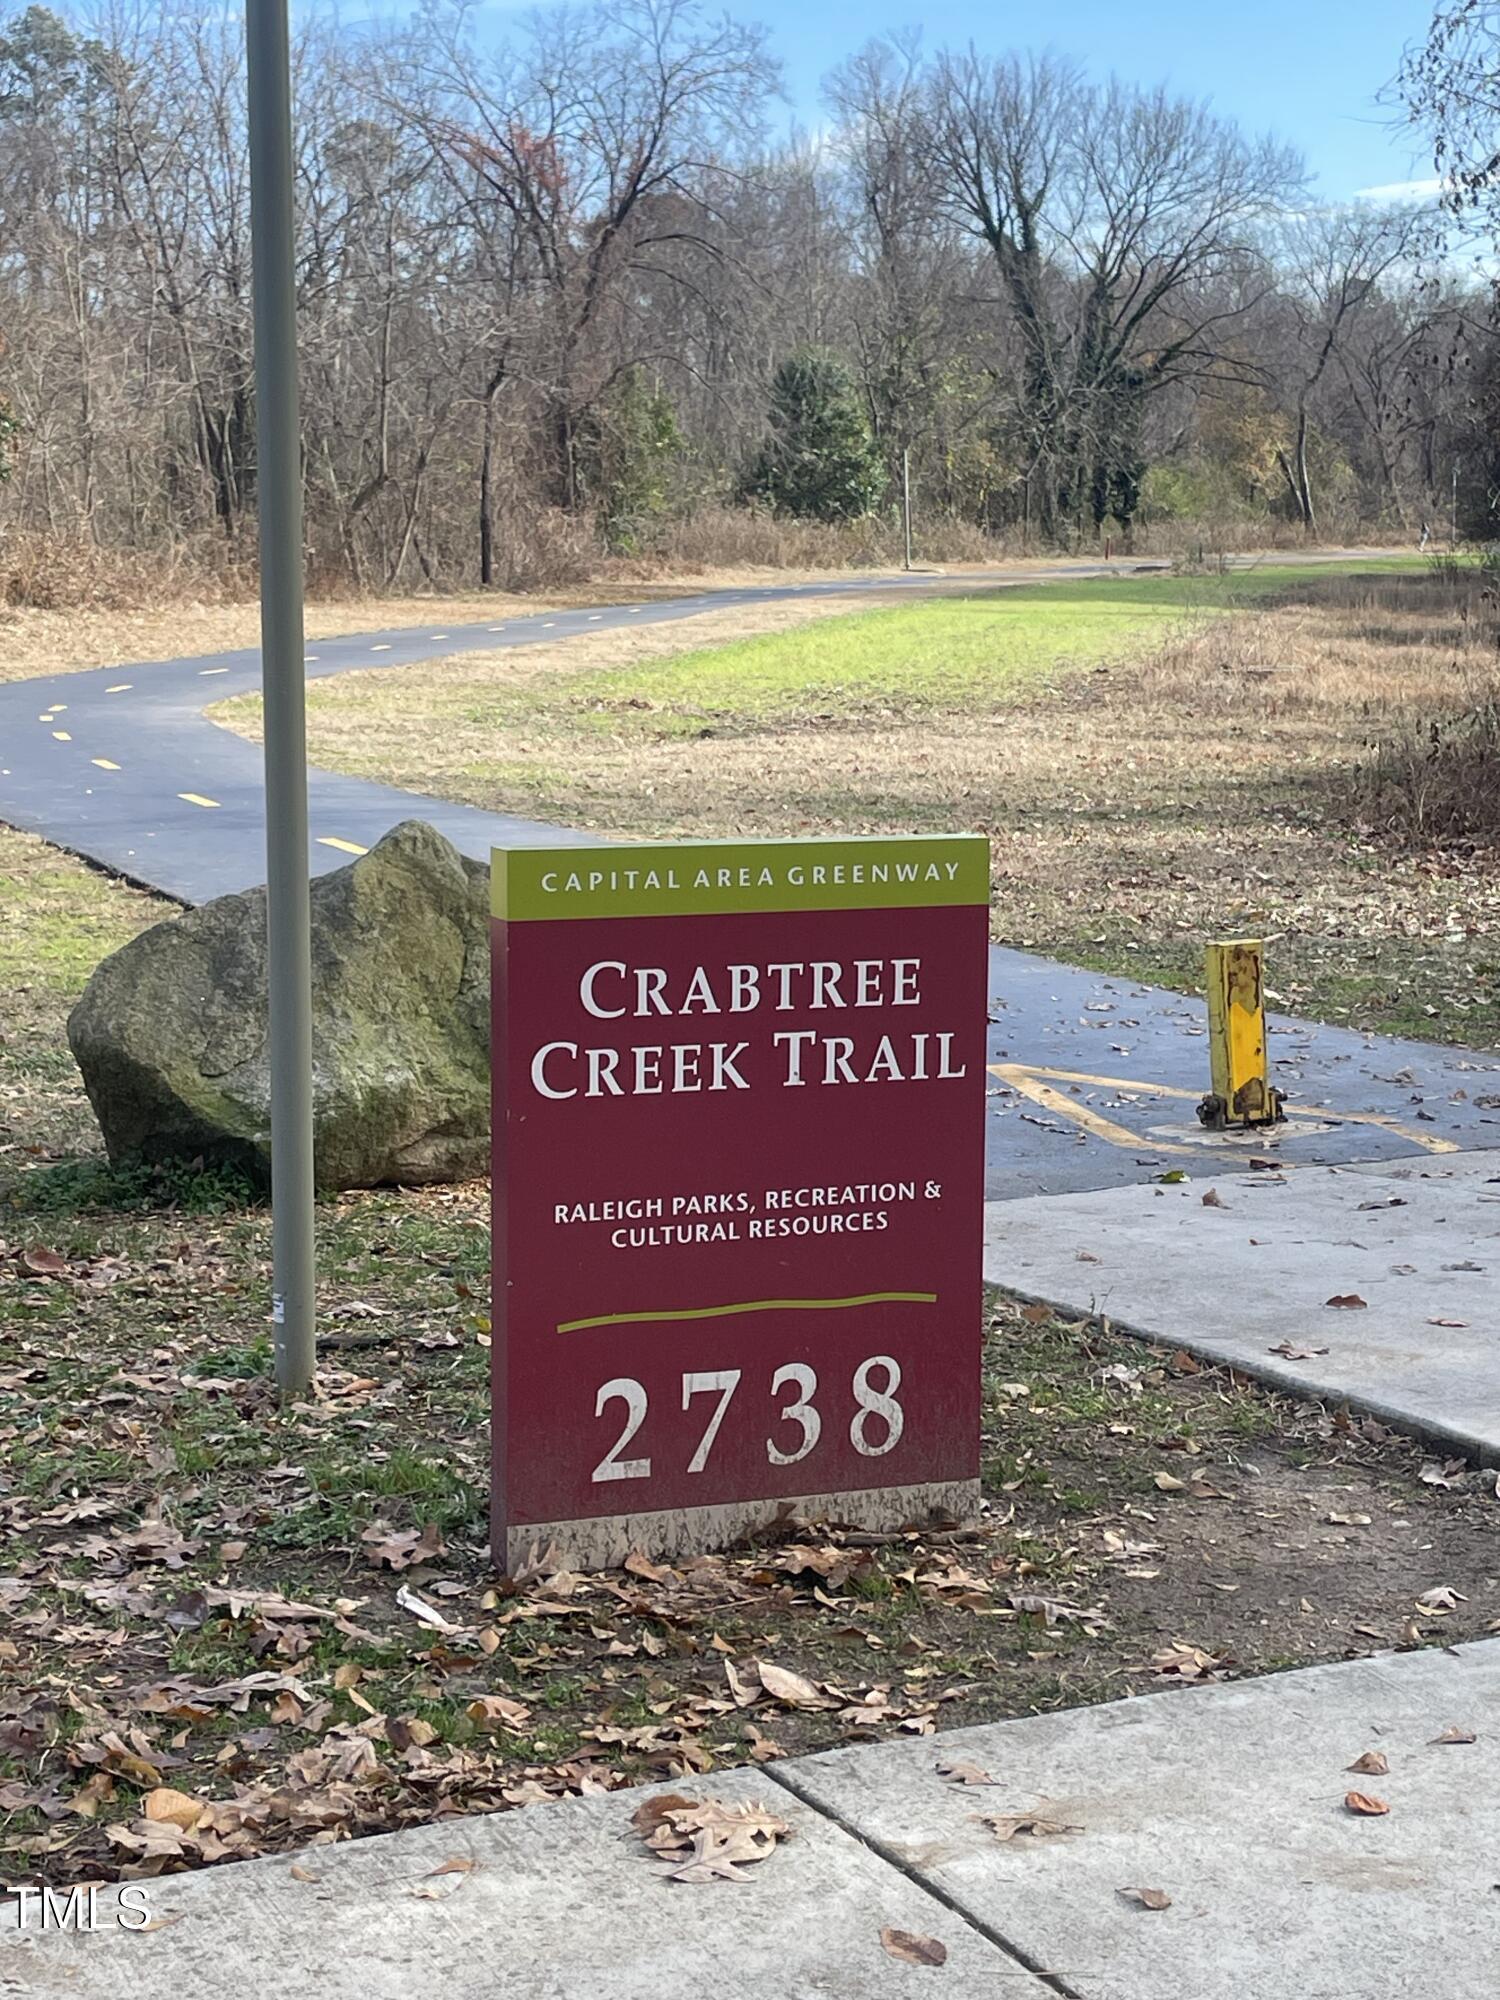 CAPITAL AREA GREENWAY
CRABTREE
CREEK TRAIL
RALEIGH PARKS, RECREATION &
CULTURAL RESOURCES
2738
TMLS